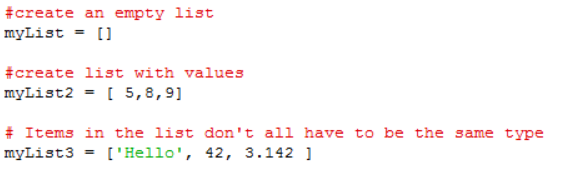 #create an empty list
myList = []
#create list with values
myList2 = [ 5,8,9]
# Items in the list don't all have to be the same type
myList3 = ['Hello', 42, 3.142 ]